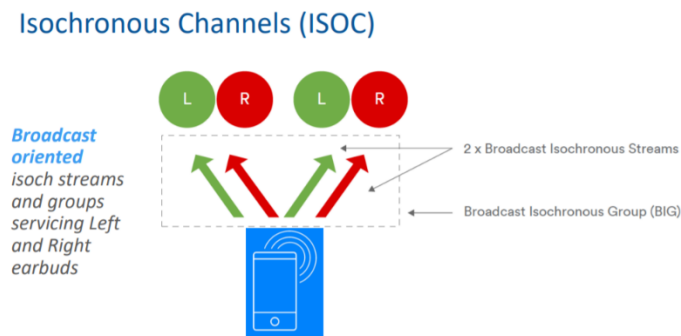 Isochronous Channels (ISOC)
L R L R
Broadcast
oriented
isoch streams
and groups
servicing Left
and Right
earbuds
2 x Broadcast Isochronous Streams
Broadcast Isochronous Group (BIG)